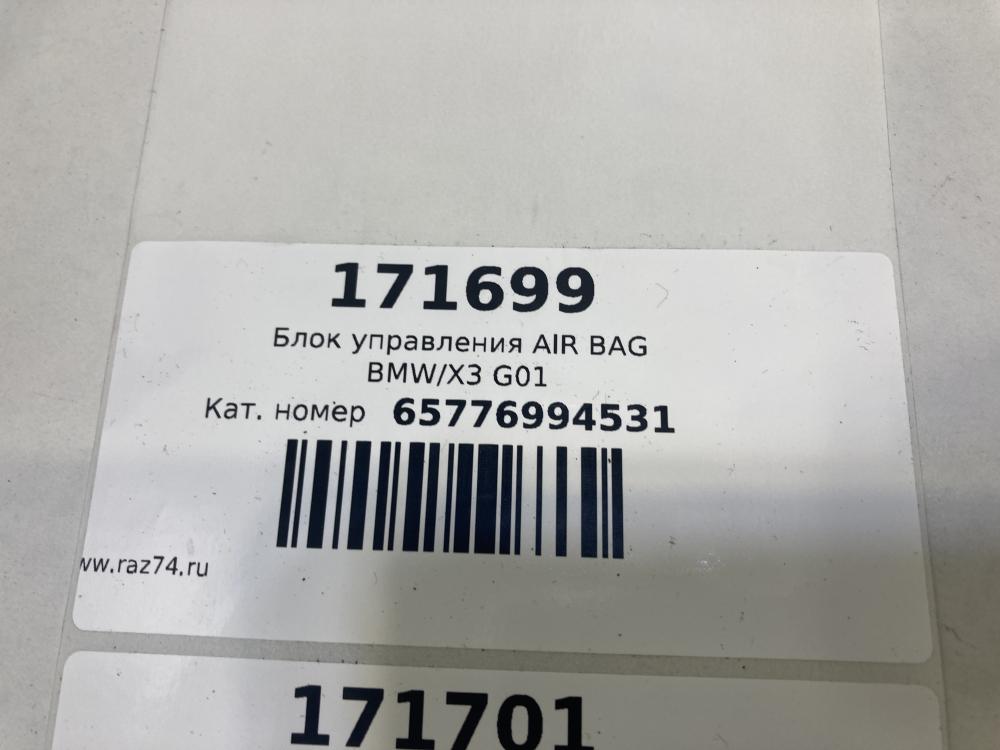 171699
Блок управления AIR BAG
BMW/X3 G01
Кат. номер 65776994531
ww.raz74.ru
171701